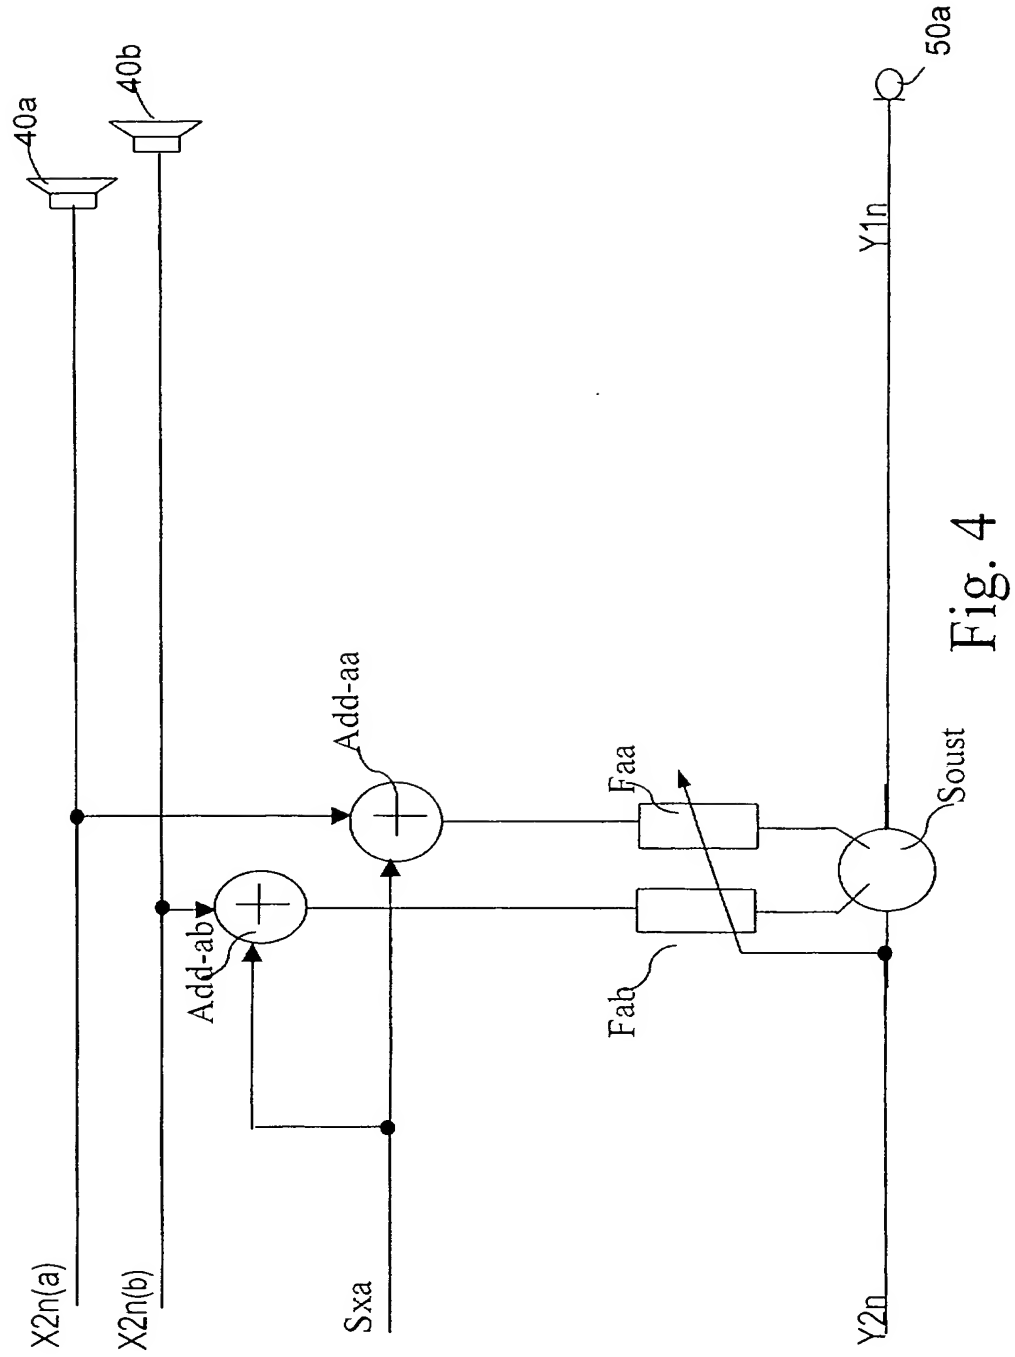 40a
40b
X2n(a)
X2n(b)
Add-ab
Add-aa
Sxa
Fab
Faa
Y2n
Soust
Y1n
50a
Fig. 4